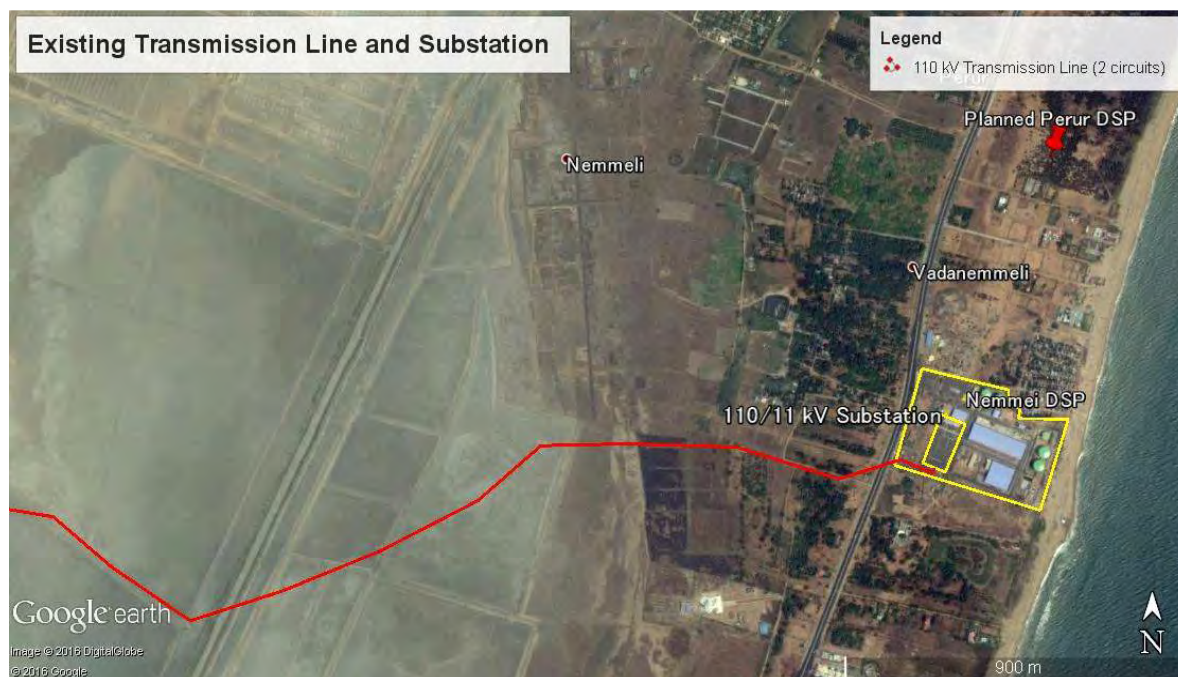 Existing Transmission Line and Substation
Legend
110 kV Transmission Line (2 circuits)
Perur
Planned Perur DSP
Nemmeli
Vadanemmeli
110/11 kV Substation
Nemmei DSP
Google earth
Image © 2016 DigitalGlobe
© 2016 Google
900 m
N